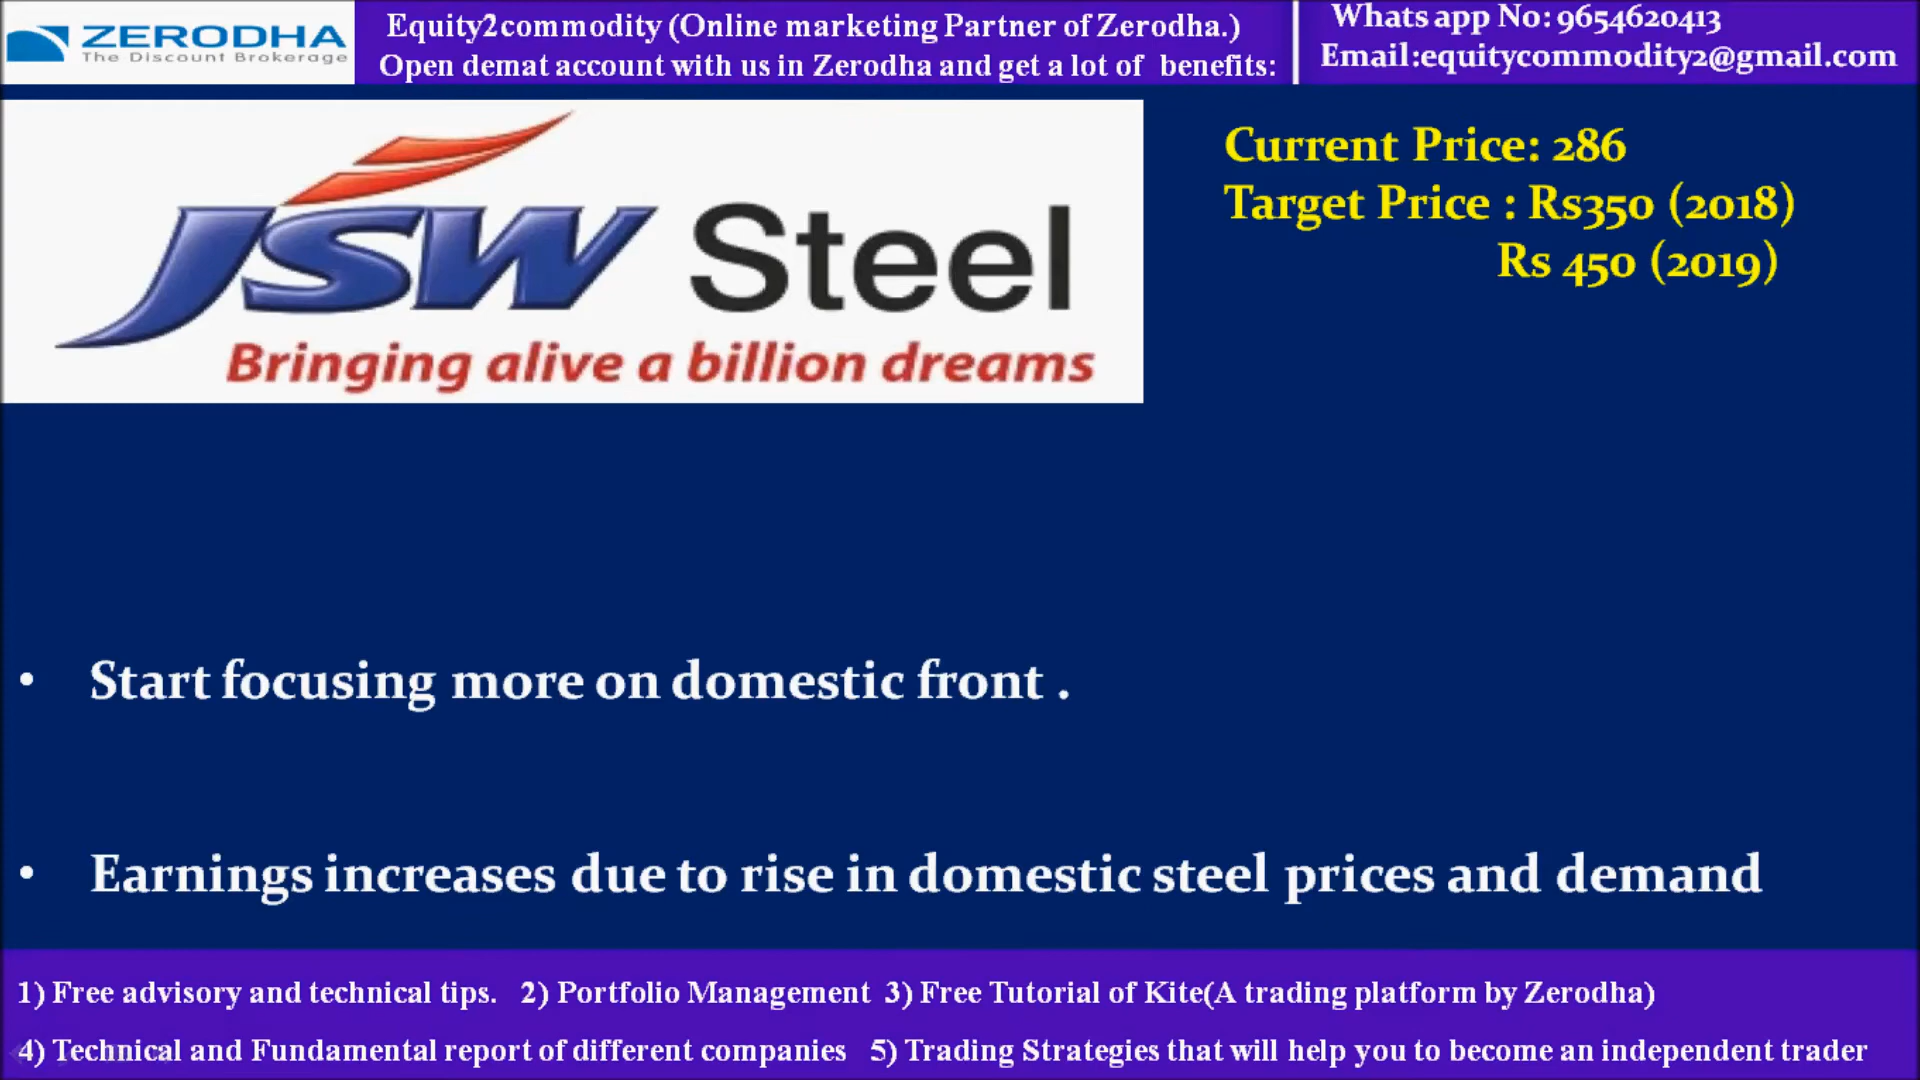 ZERODHA
The Discount Brokerage
Equity2commodity (Online marketing Partner of Zerodha.)
Open demat account with us in Zerodha and get a lot of benefits:
Whats app No: 9654620413
Email:equitycommodity2@gmail.com
JSW Steel
Bringing alive a billion dreams
Current Price: 286
Target Price : Rs350 (2018)
Rs 450 (2019)
• Start focusing more on domestic front .
• Earnings increases due to rise in domestic steel prices and demand
1) Free advisory and technical tips. 2) Portfolio Management 3) Free Tutorial of Kite(A trading platform by Zerodha)
4) Technical and Fundamental report of different companies 5) Trading Strategies that will help you to become an independent trader